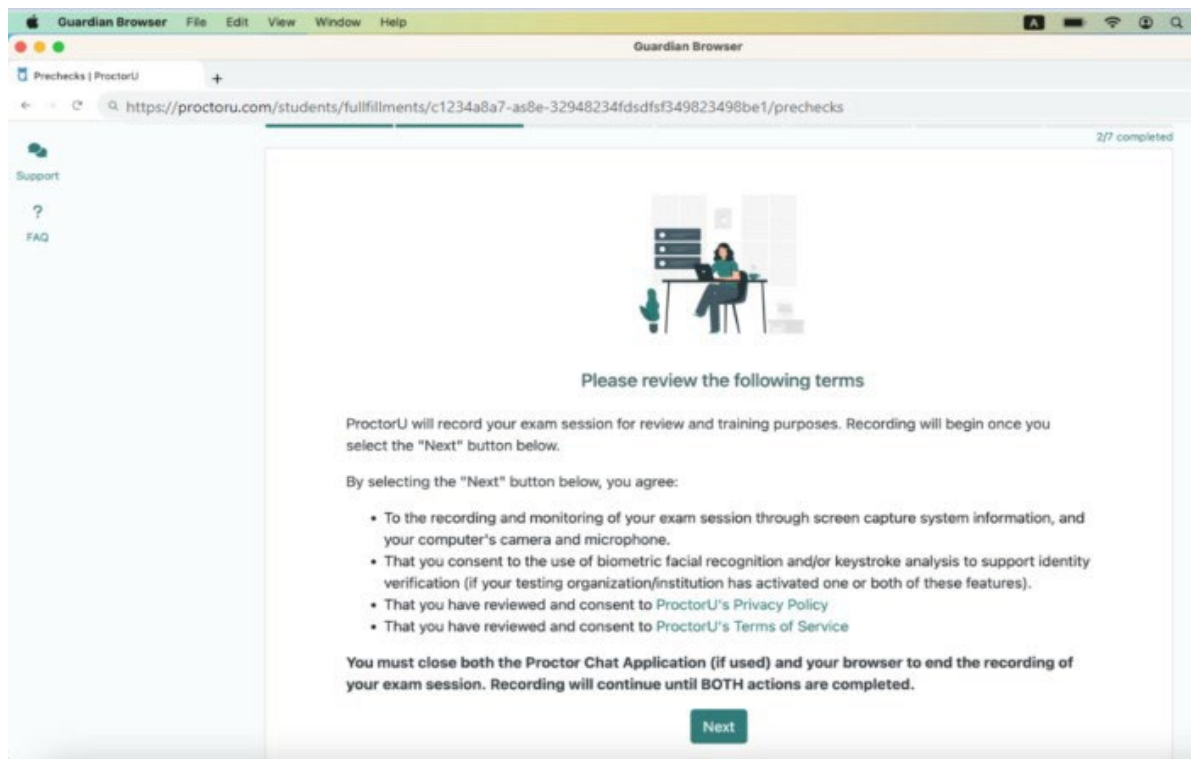 Guardian Browser File Edit View Window Help A
Guardian Browser
Prechecks | ProctorU
https://proctoru.com/students/fullfillments/c1234a8a7-as8e-32948234fdsdfsf349823498be1/prechecks
2/7 completed
Support
?
FAQ
Please review the following terms
ProctorU will record your exam session for review and training purposes. Recording will begin once you
select the "Next" button below.
By selecting the "Next" button below, you agree:
• To the recording and monitoring of your exam session through screen capture system information, and
your computer's camera and microphone.
• That you consent to the use of biometric facial recognition and/or keystroke analysis to support identity
verification (if your testing organization/institution has activated one or both of these features).
• That you have reviewed and consent to ProctorU's Privacy Policy
• That you have reviewed and consent to ProctorU's Terms of Service
You must close both the Proctor Chat Application (if used) and your browser to end the recording of
your exam session. Recording will continue until BOTH actions are completed.
Next